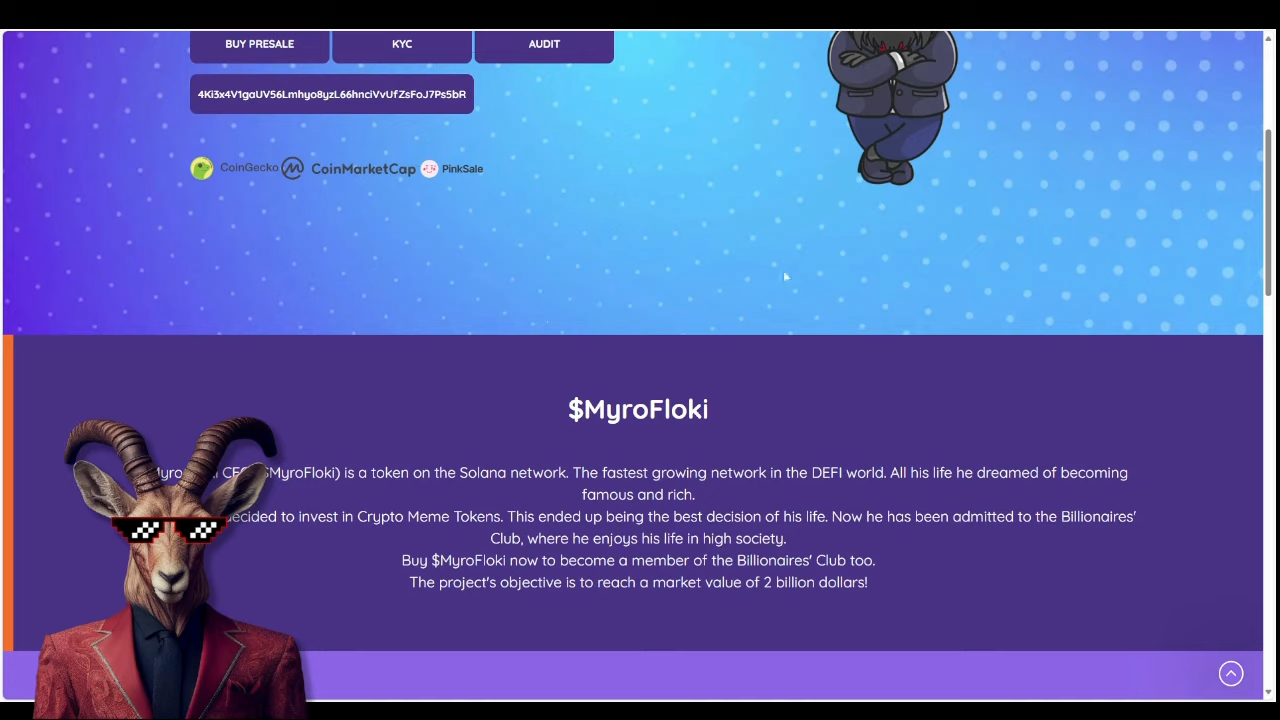 BUY PRESALE
KYC
AUDIT
4Ki3x4V1gaUV56Lmhyo8yzL66hnciVvUfZsFoJ7Ps5bR
CoinGecko CoinMarketCap PinkSale
$MyroFloki
$MyroFloki) is a token on the Solana network. The fastest growing network in the DEFI world. All his life he dreamed of becoming
famous and rich.
decided to invest in Crypto Meme Tokens. This ended up being the best decision of his life. Now he has been admitted to the Billionaires'
Club, where he enjoys his life in high society.
Buy $MyroFloki now to become a member of the Billionaires' Club too.
The project's objective is to reach a market value of 2 billion dollars!